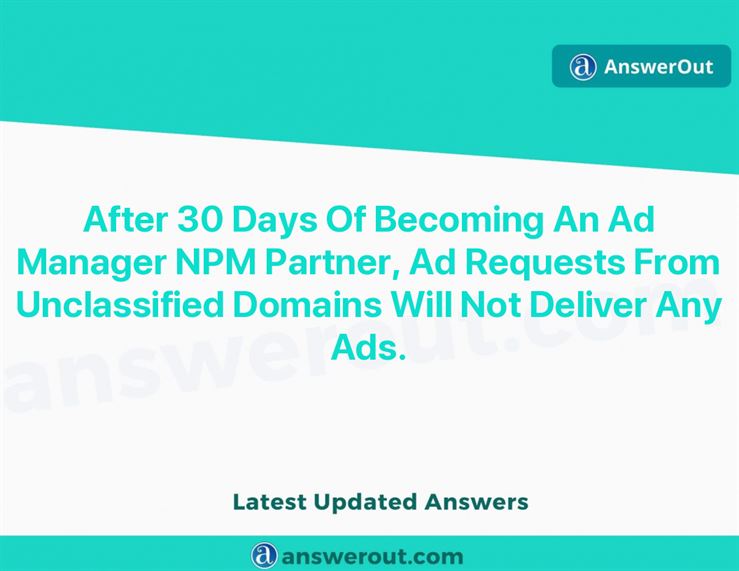 AnswerOut
After 30 Days Of Becoming An Ad
Manager NPM Partner, Ad Requests From
Unclassified Domains Will Not Deliver Any
Ads.
answerout.com
Latest Updated Answers
answerout.com